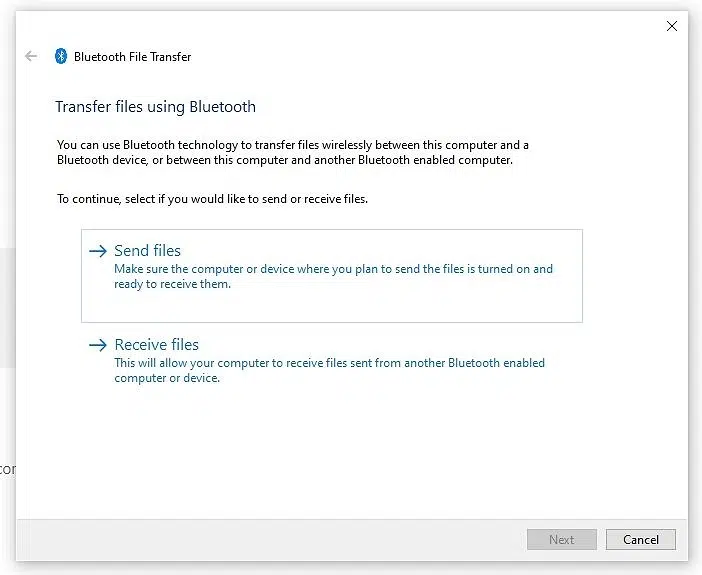 Bluetooth File Transfer
Transfer files using Bluetooth
You can use Bluetooth technology to transfer files wirelessly between this computer and a
Bluetooth device, or between this computer and another Bluetooth enabled computer.
To continue, select if you would like to send or receive files.
Send files
Make sure the computer or device where you plan to send the files is turned on and
ready to receive them.
Receive files
This will allow your computer to receive files sent from another Bluetooth enabled
computer or device.
Next
Cancel